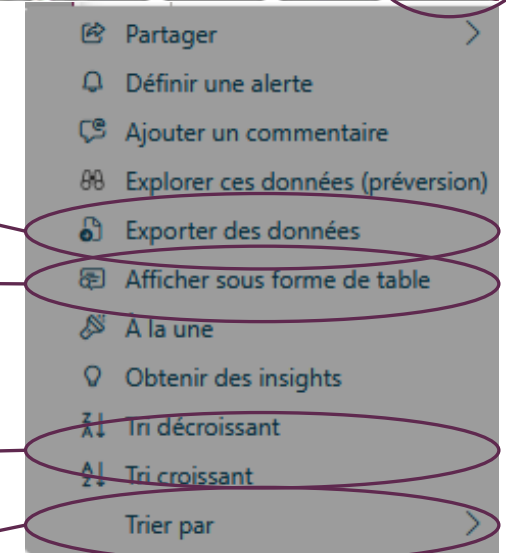 Partager
Définir une alerte
Ajouter un commentaire
Explorer ces données (préversion)
Exporter des données
Afficher sous forme de table
À la une
Obtenir des insights
Tri décroissant
Tri croissant
Trier par